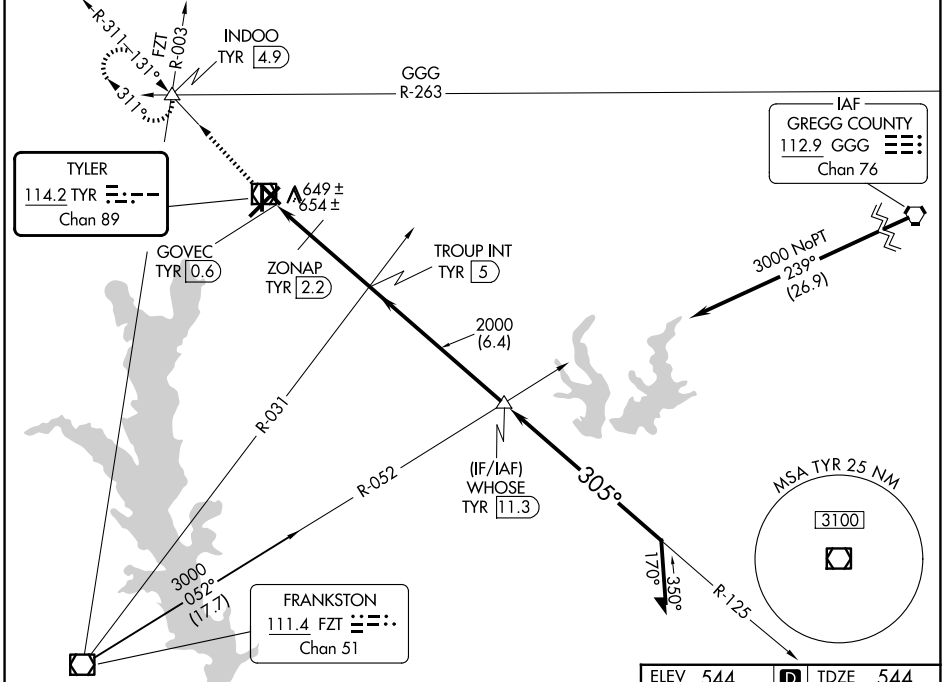 R-311
131°
FZT
R-003
INDOO
TYR 4.9
311°
GGG
R-263
IAF
GREGG COUNTY
112.9 GGG
Chan 76
TYLER
114.2 TYR
Chan 89
649 ±
654 ±
GOVEC
TYR 0.6
ZONAP
TYR 2.2
TROUP INT
TYR 5
3000 NoPT
239°
(26.9)
2000
(6.4)
R-031
R-052
(IF/IAF)
WHOSE
TYR 11.3
305°
MSA TYR 25 NM
3100
170°
350°
R-125
3000
052°
(17.7)
FRANKSTON
111.4 FZT
Chan 51
ELEV 544 D TDZE 544